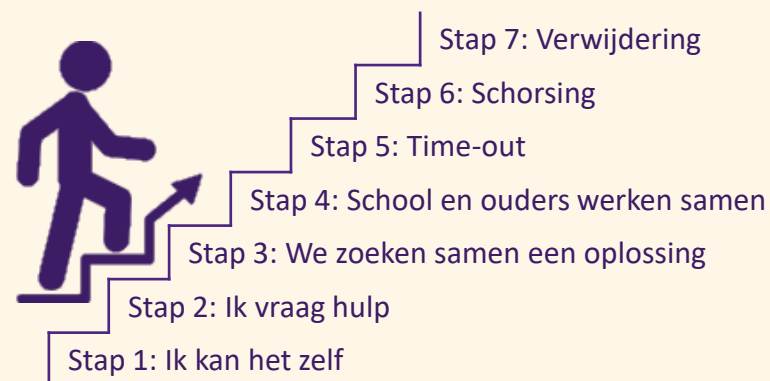 Stap 7: Verwijdering
Stap 6: Schorsing
Stap 5: Time-out
Stap 4: School en ouders werken samen
Stap 3: We zoeken samen een oplossing
Stap 2: Ik vraag hulp
Stap 1: Ik kan het zelf